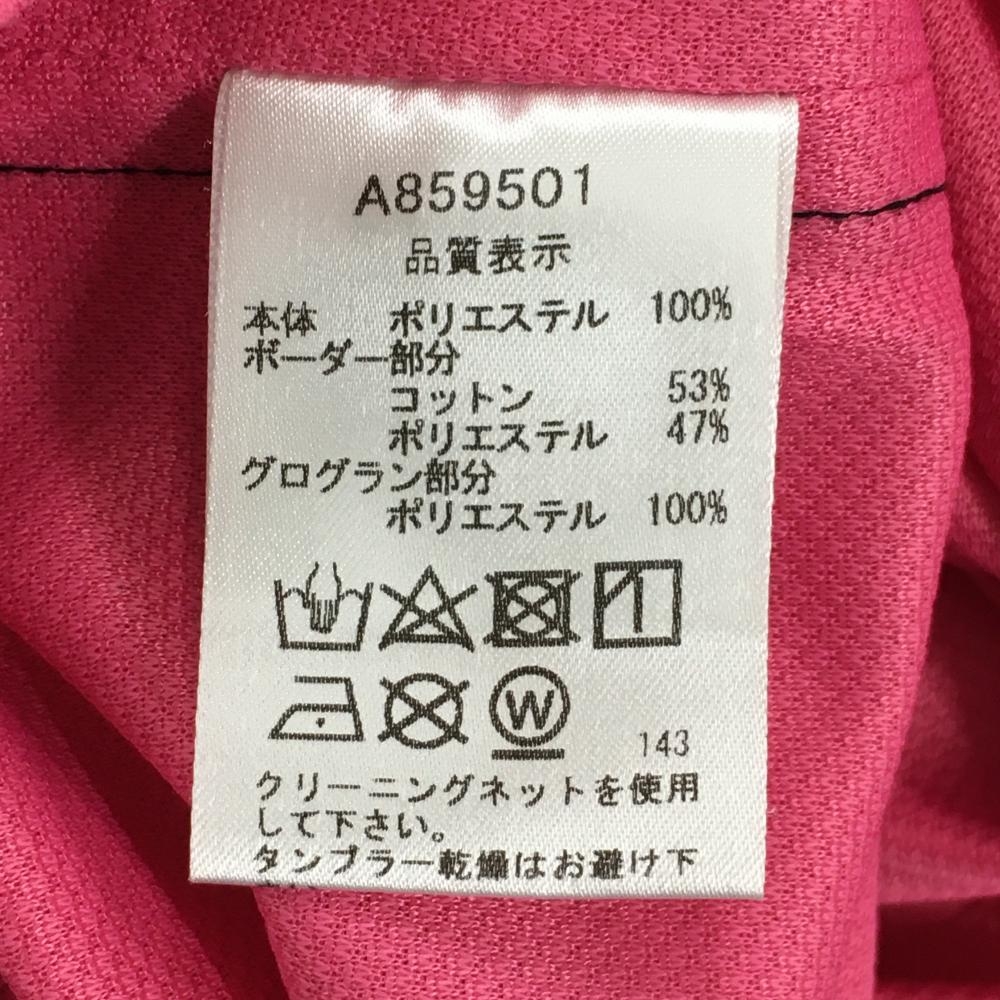 A859501
品質表示
本体 ポリエステル 100%
ボーダー部分
コットン 53%
ポリエステル 47%
グログラン部分
ポリエステル 100%
W
143
クリーニングネットを使用
して下さい。
タンブラー乾燥はお避け下